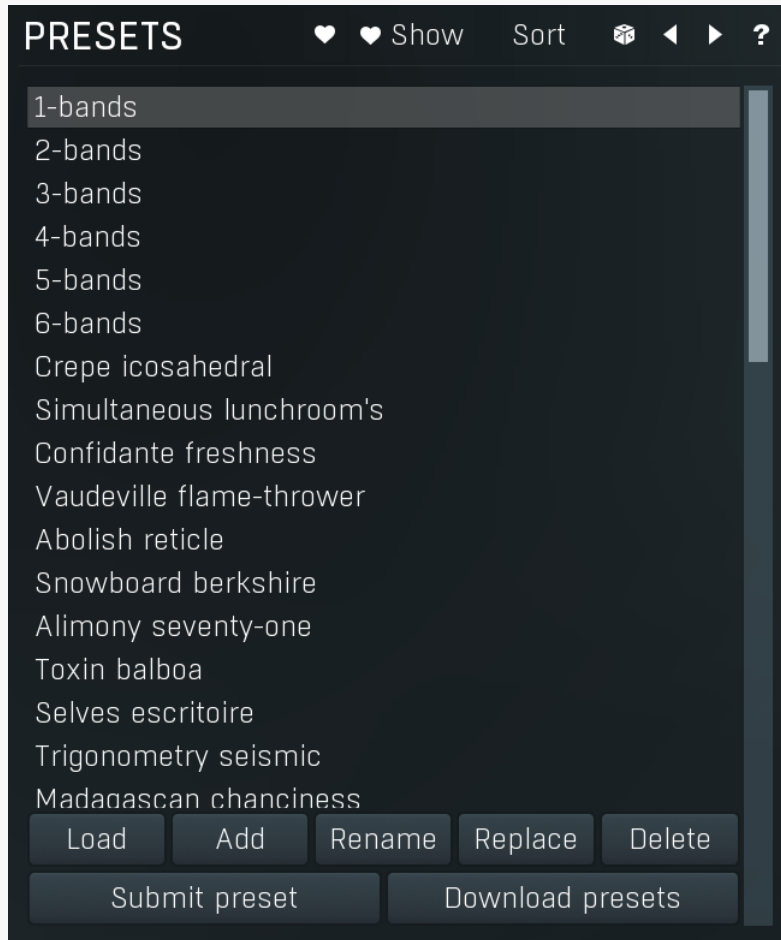 PRESETS Show Sort ?
1-bands
2-bands
3-bands
4-bands
5-bands
6-bands
Crepe icosahedral
Simultaneous lunchroom's
Confidante freshness
Vaudeville flame-thrower
Abolish reticle
Snowboard berkshire
Alimony seventy-one
Toxin balboa
Selves escritoire
Trigonometry seismic
Madagascan chanciness
Load Add Rename Replace Delete
Submit preset Download presets